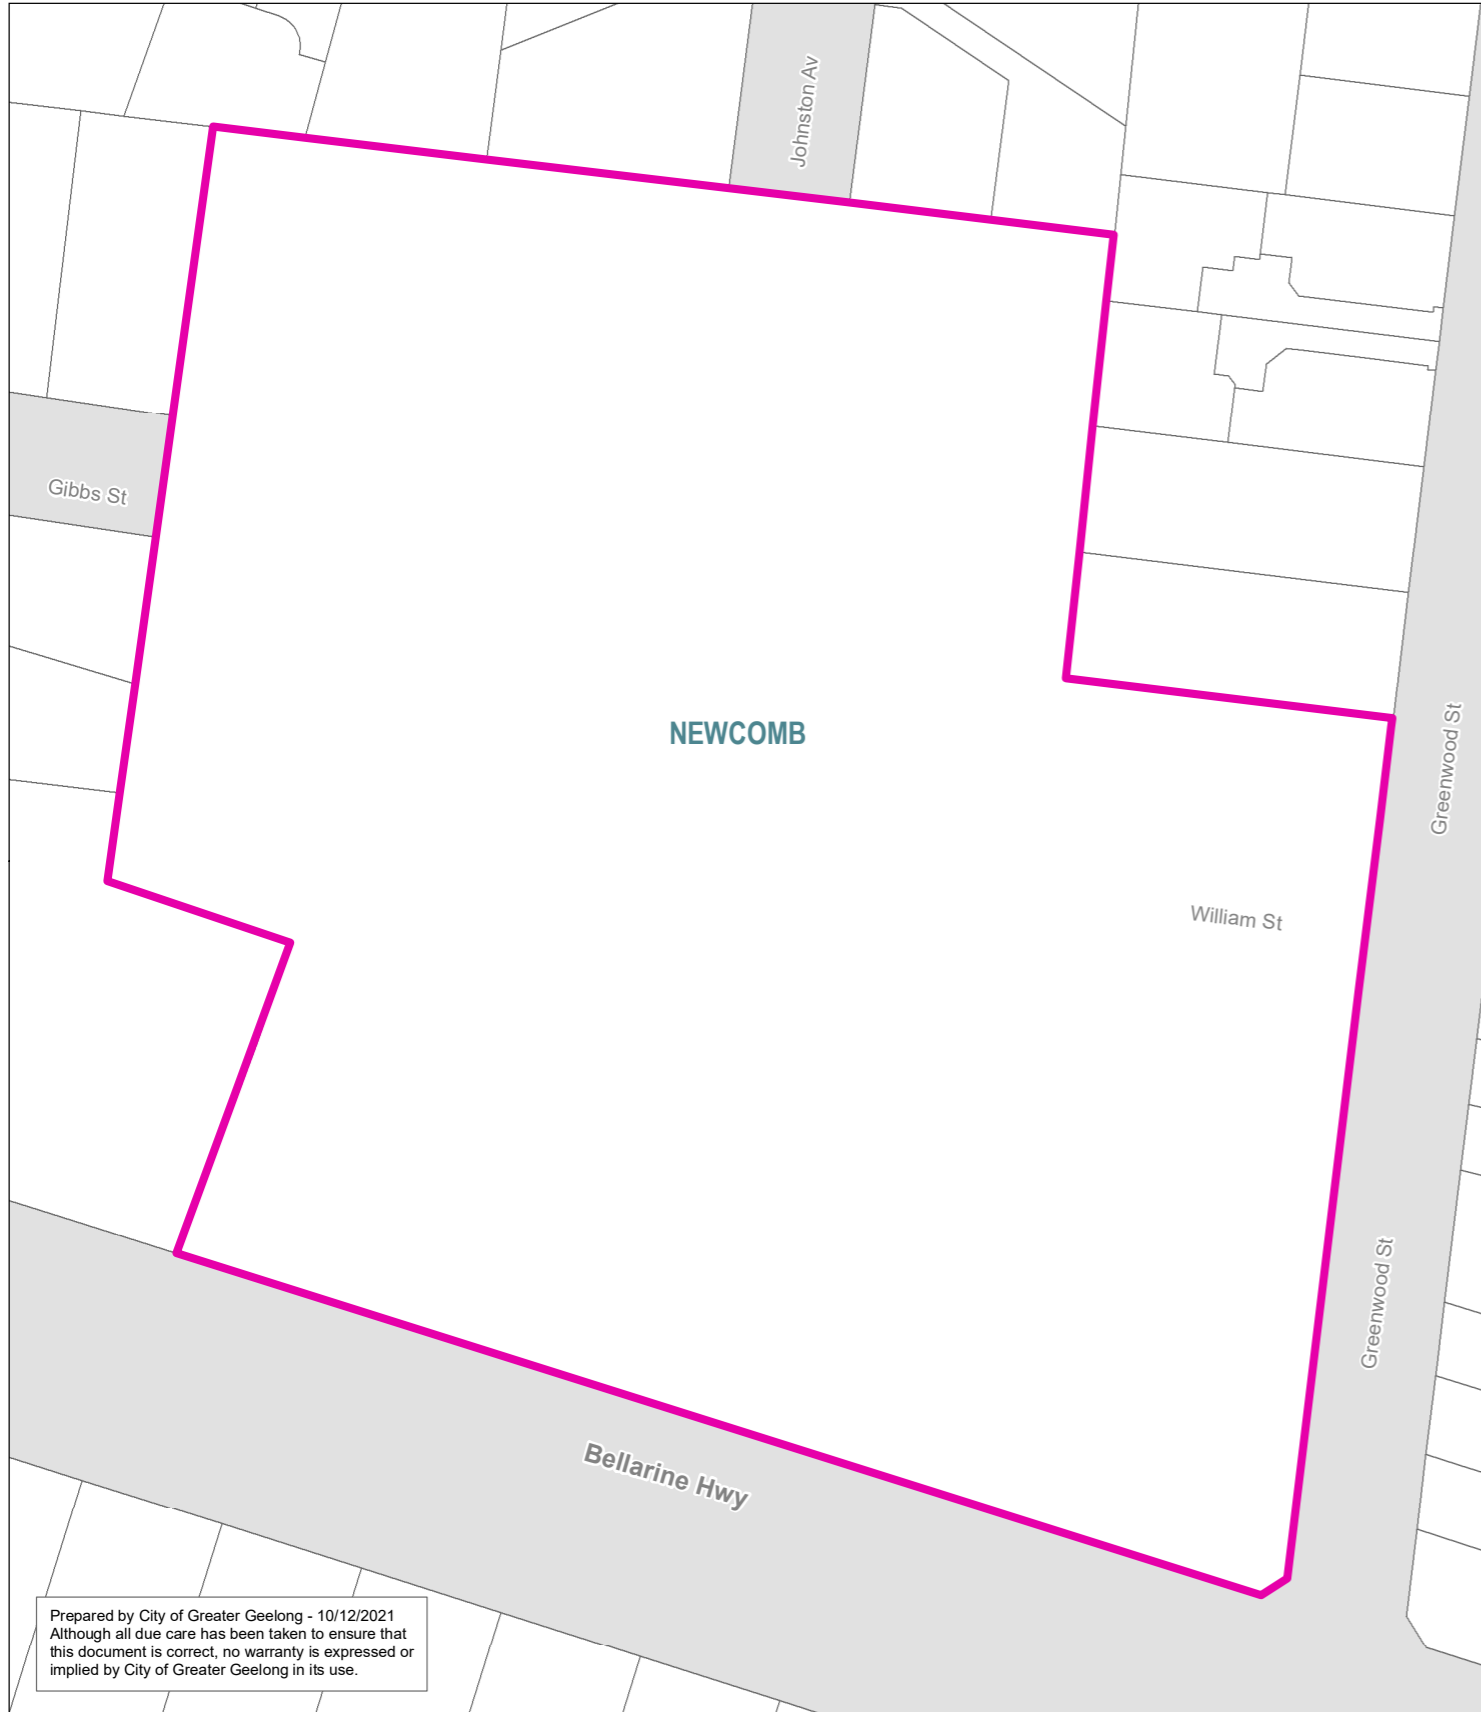 Johnston Av
Gibbs St
NEWCOMB
Greenwood St
William St
Greenwood St
Bellarine Hwy
Prepared by City of Greater Geelong - 10/12/2021
Although all due care has been taken to ensure that
this document is correct, no warranty is expressed or
implied by City of Greater Geelong in its use.